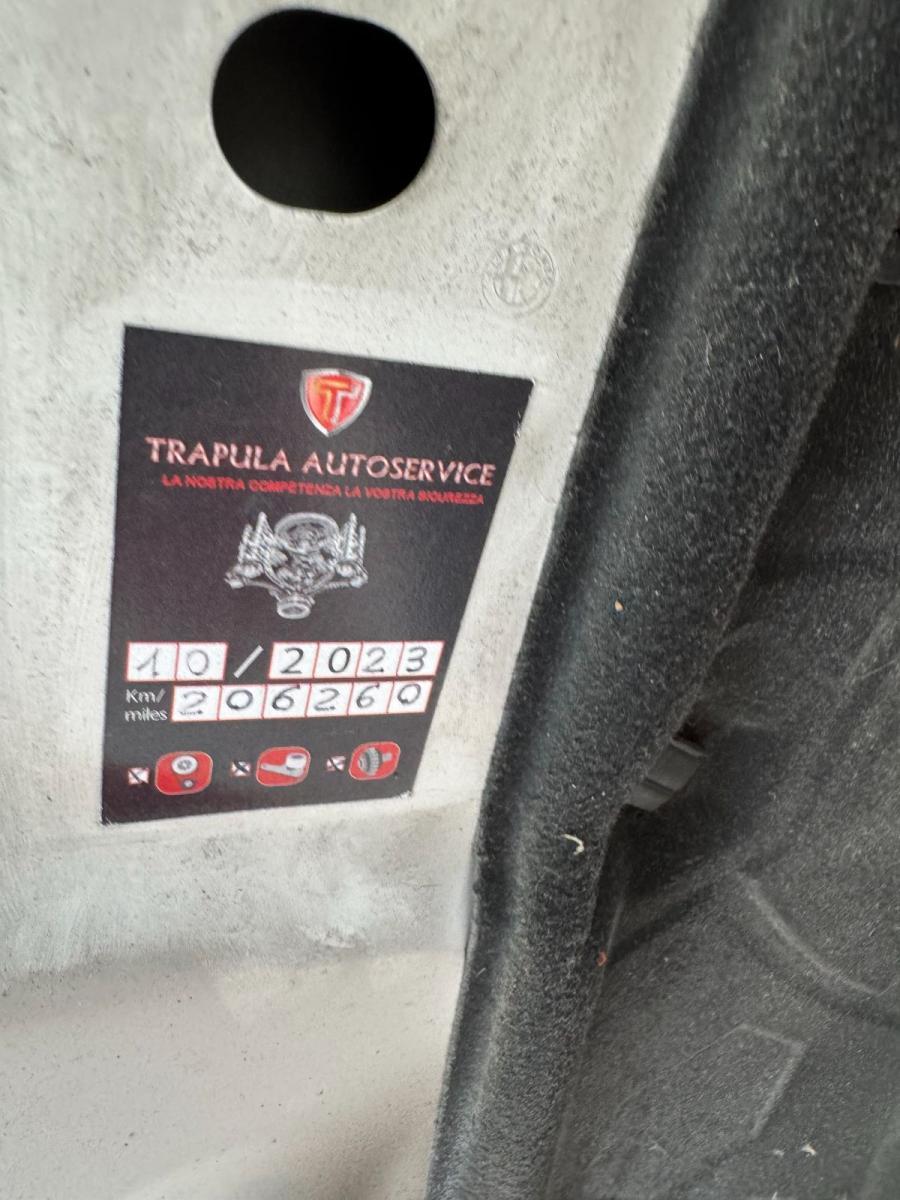 TRAPULA AUTOSERVICE
LA NOSTRA COMPETENZA LA VOSTRA SICUREZZA
10/2023
Km/
miles
206260